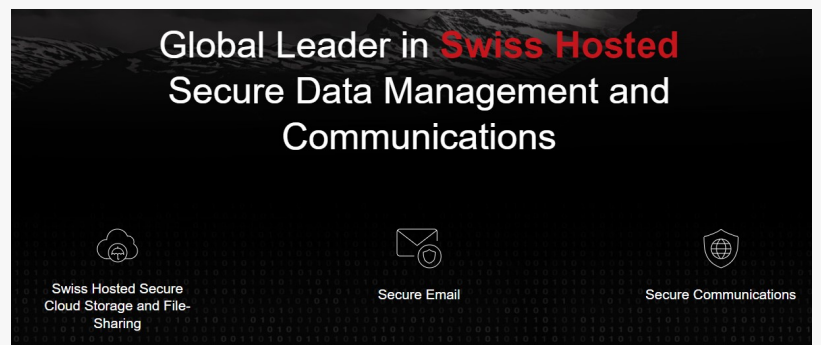 Global Leader in Swiss Hosted
Secure Data Management and
Communications
Swiss Hosted Secure
Cloud Storage and File-
Sharing
Secure Email
Secure Communications